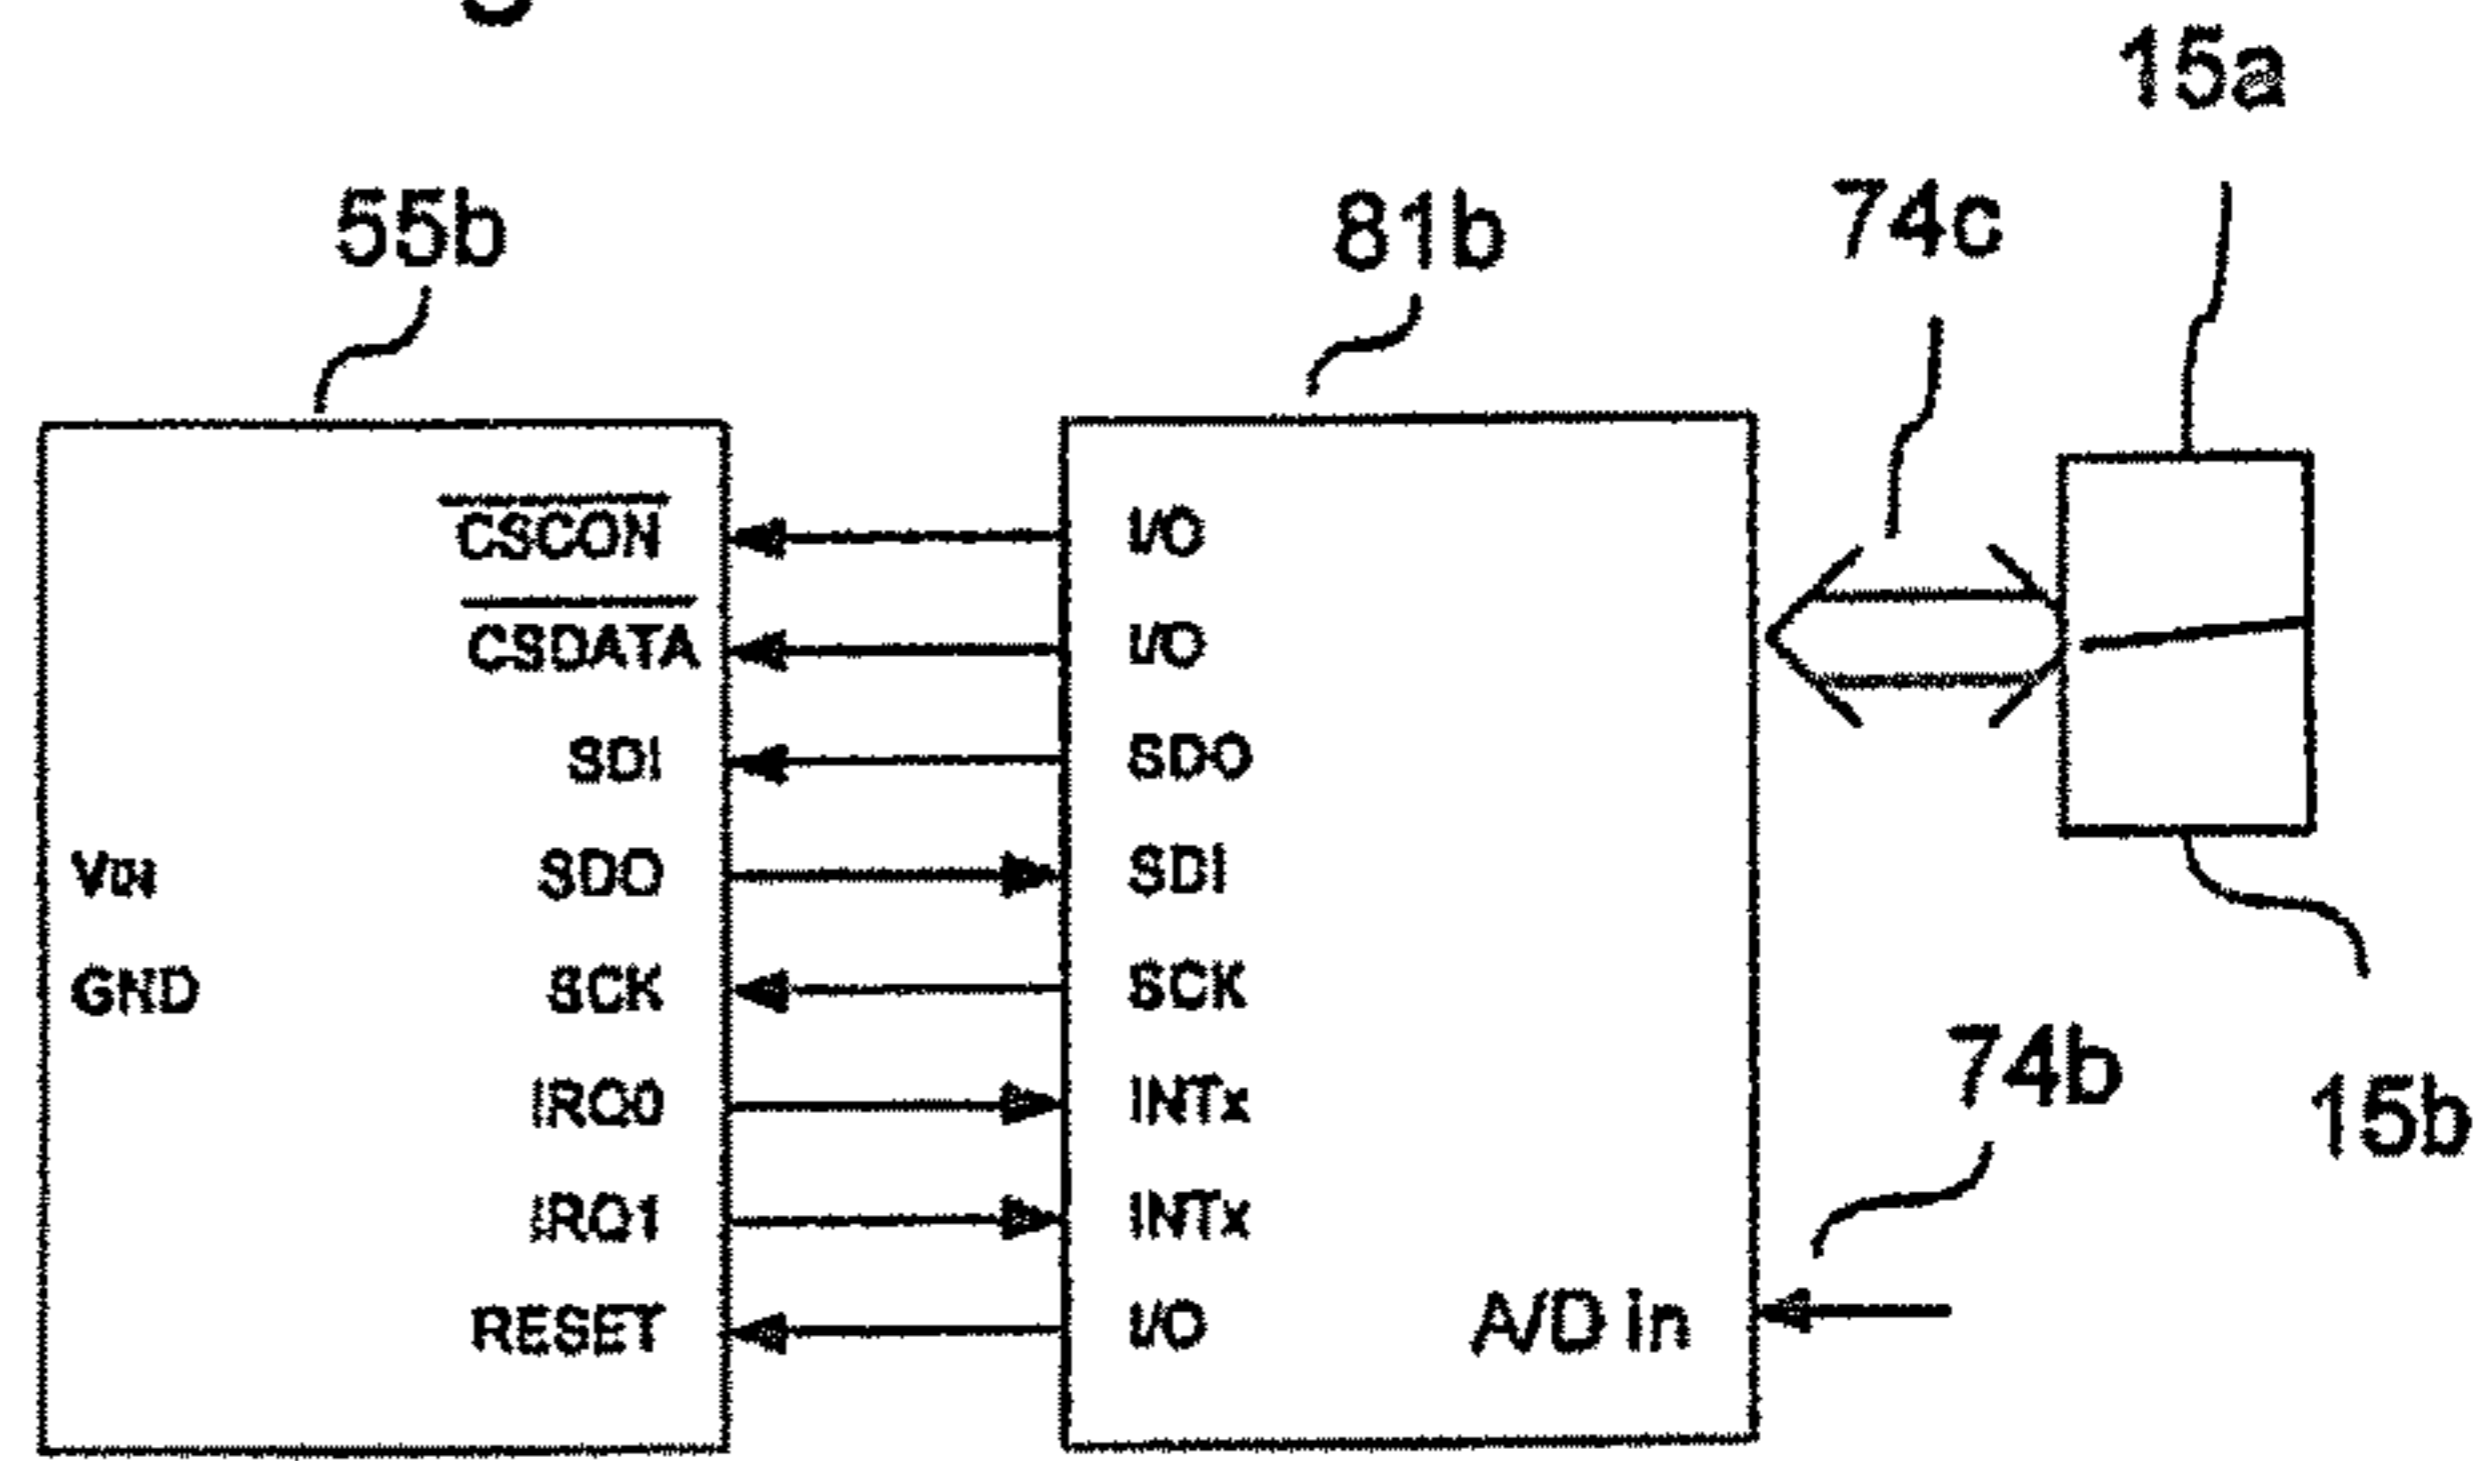 15a
55b
81b
74c
CSCON I/O
CSDATA I/O
SDI SDO
VIN SDO SDI
GND SCK SCK
74b
IRQ0 INTx
15b
IRQ1 INTx
RESET I/O A/D in